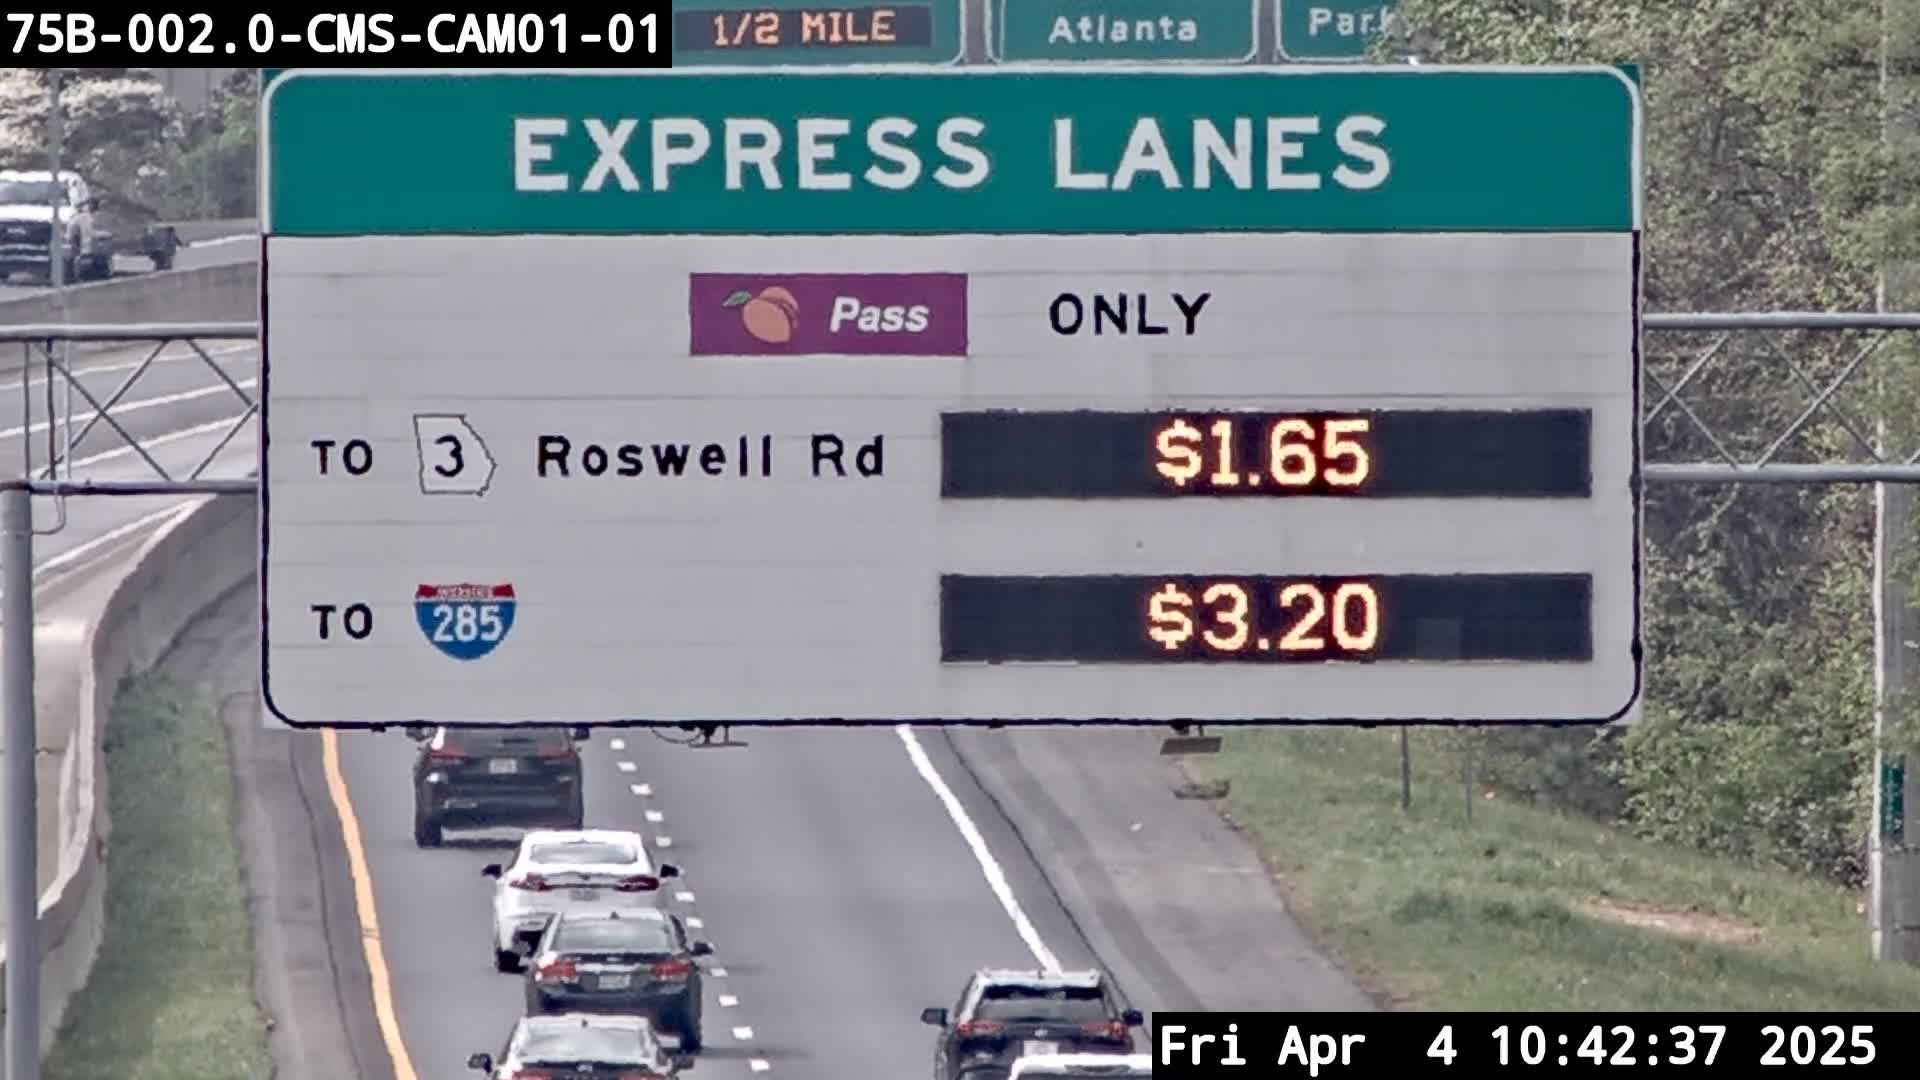 75B-002.0-CMS-CAM01-01
1/2 MILE
Atlanta
Park
EXPRESS LANES
Pass ONLY
TO 3 Roswell Rd $1.65
TO 285 $3.20
Fri Apr 4 10:42:37 2025